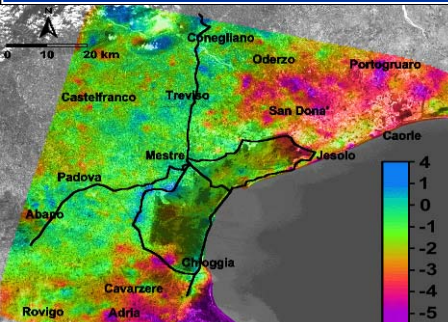 N
0 10 20 km
Conegliano
Oderzo
Portogruaro
Castelfranco
Treviso
San Dona'
Caorle
Mestre
Jesolo
Padova
Abano
Chioggia
Cavarzere
Rovigo
Adria
4
1
0
-1
-2
-3
-4
-5